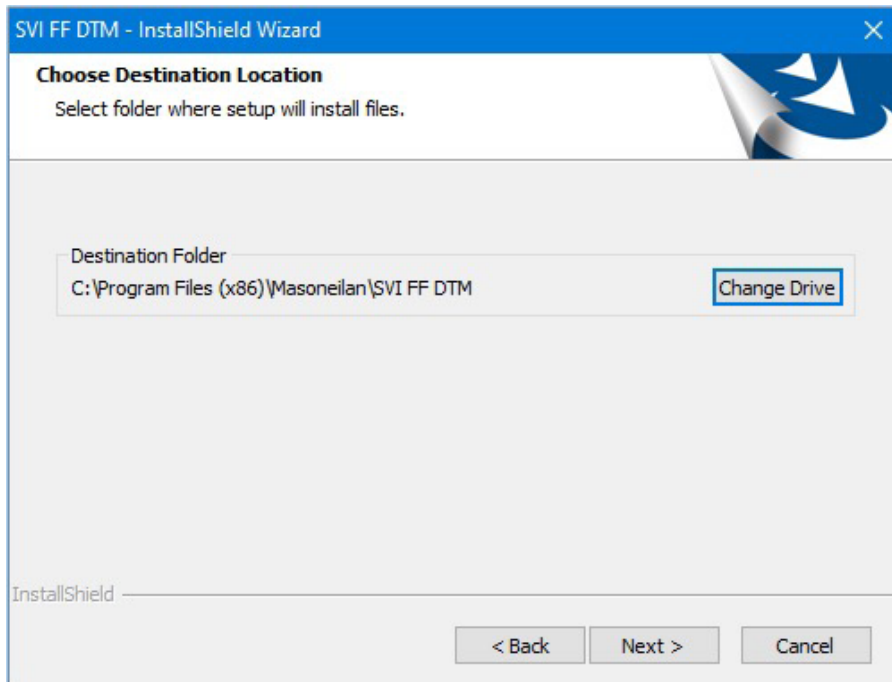 SVI FF DTM - InstallShield Wizard
Choose Destination Location
Select folder where setup will install files.
Destination Folder
C:\Program Files (x86)\Masoneilan\SVI FF DTM
Change Drive
InstallShield
< Back
Next >
Cancel